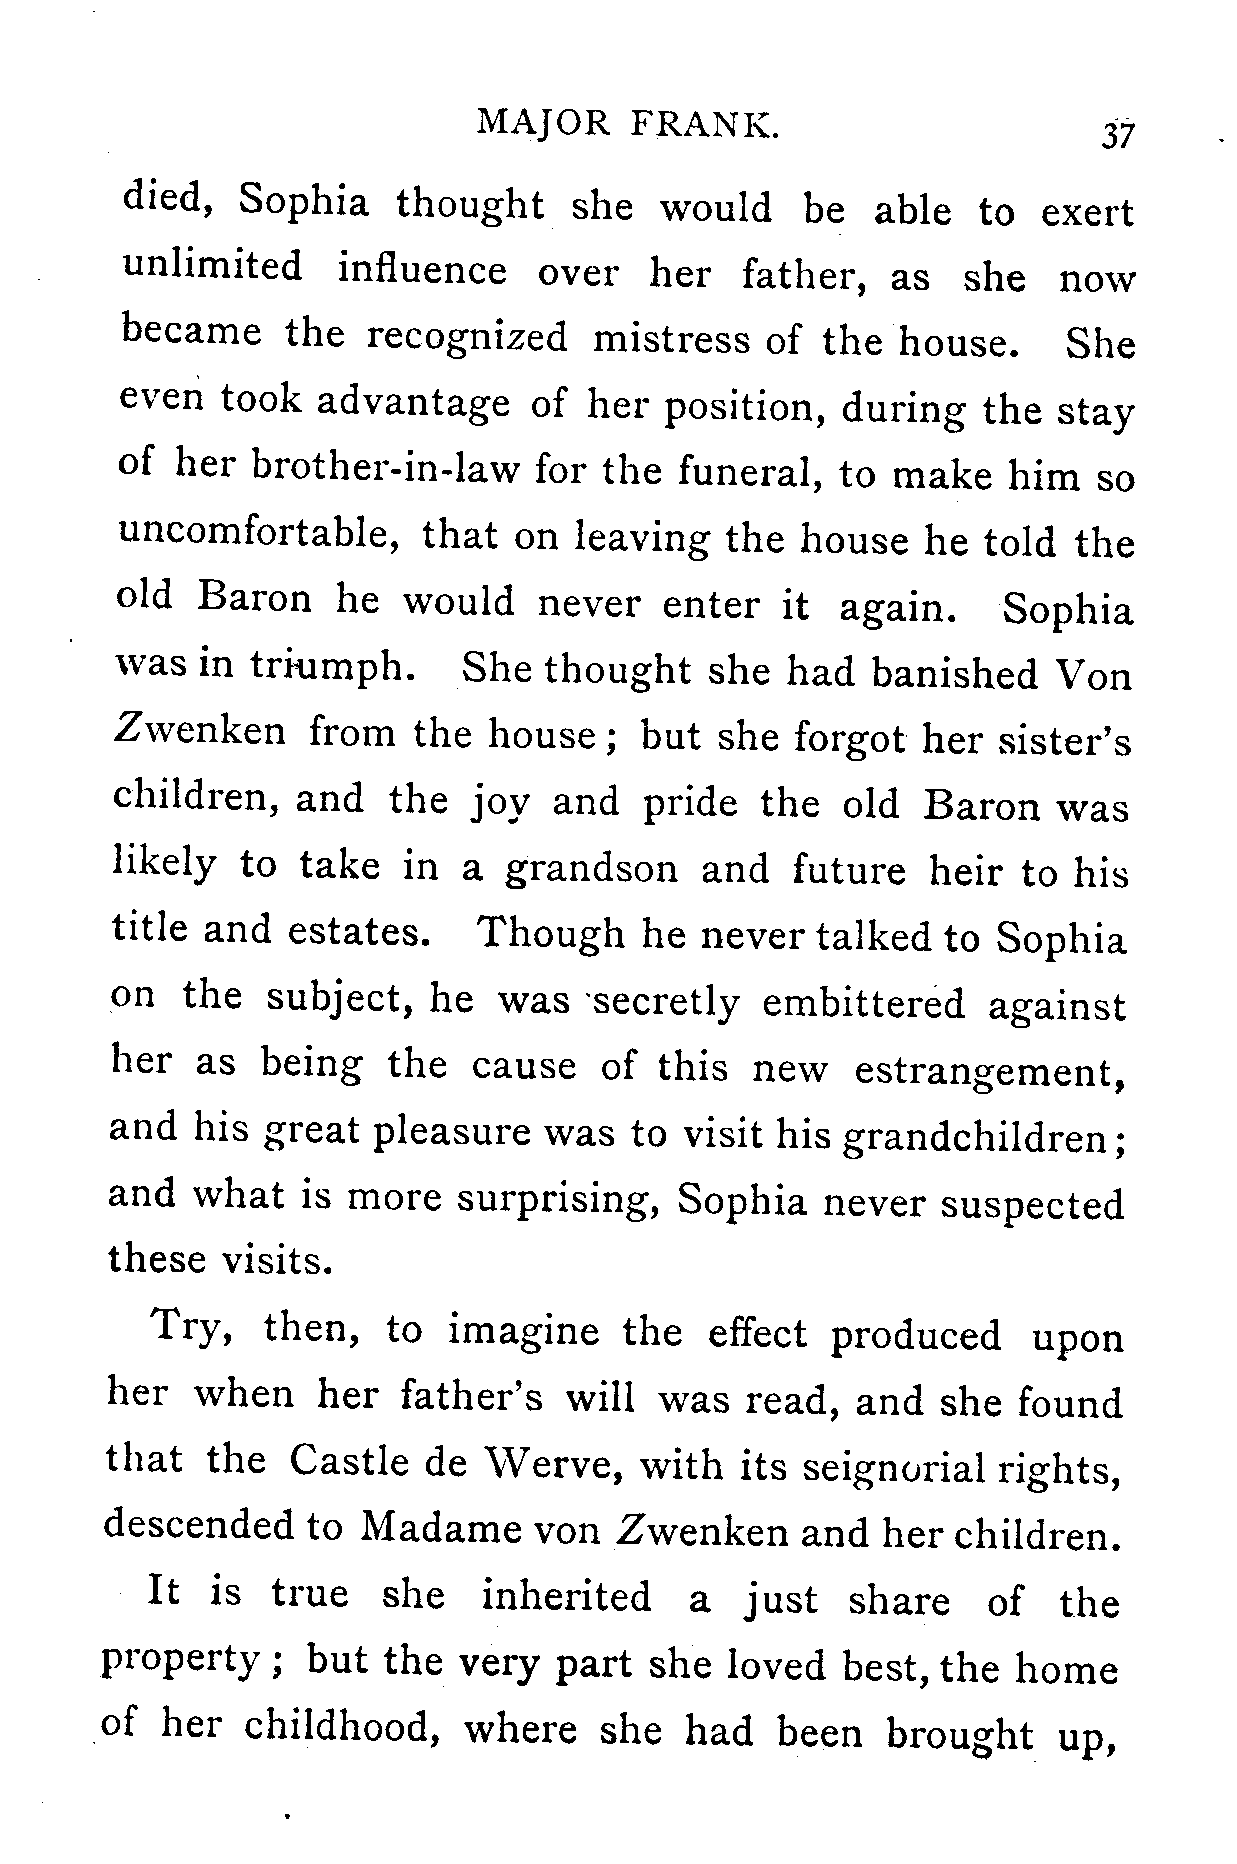 MAJOR FRANK. 37
died, Sophia thought she would be able to exert
unlimited influence over her father, as she now
became the recognized mistress of the house. She
even took advantage of her position, during the stay
of her brother-in-law for the funeral, to make him so
uncomfortable, that on leaving the house he told the
old Baron he would never enter it again. Sophia
was in triumph. She thought she had banished Von
Zwenken from the house; but she forgot her sister's
children, and the joy and pride the old Baron was
likely to take in a grandson and future heir to his
title and estates. Though he never talked to Sophia
on the subject, he was secretly embittered against
her as being the cause of this new estrangement,
and his great pleasure was to visit his grandchildren;
and what is more surprising, Sophia never suspected
these visits.
Try, then, to imagine the effect produced upon
her when her father's will was read, and she found
that the Castle de Werve, with its seignorial rights,
descended to Madame von Zwenken and her children.
It is true she inherited a just share of the
property; but the very part she loved best, the home
of her childhood, where she had been brought up,